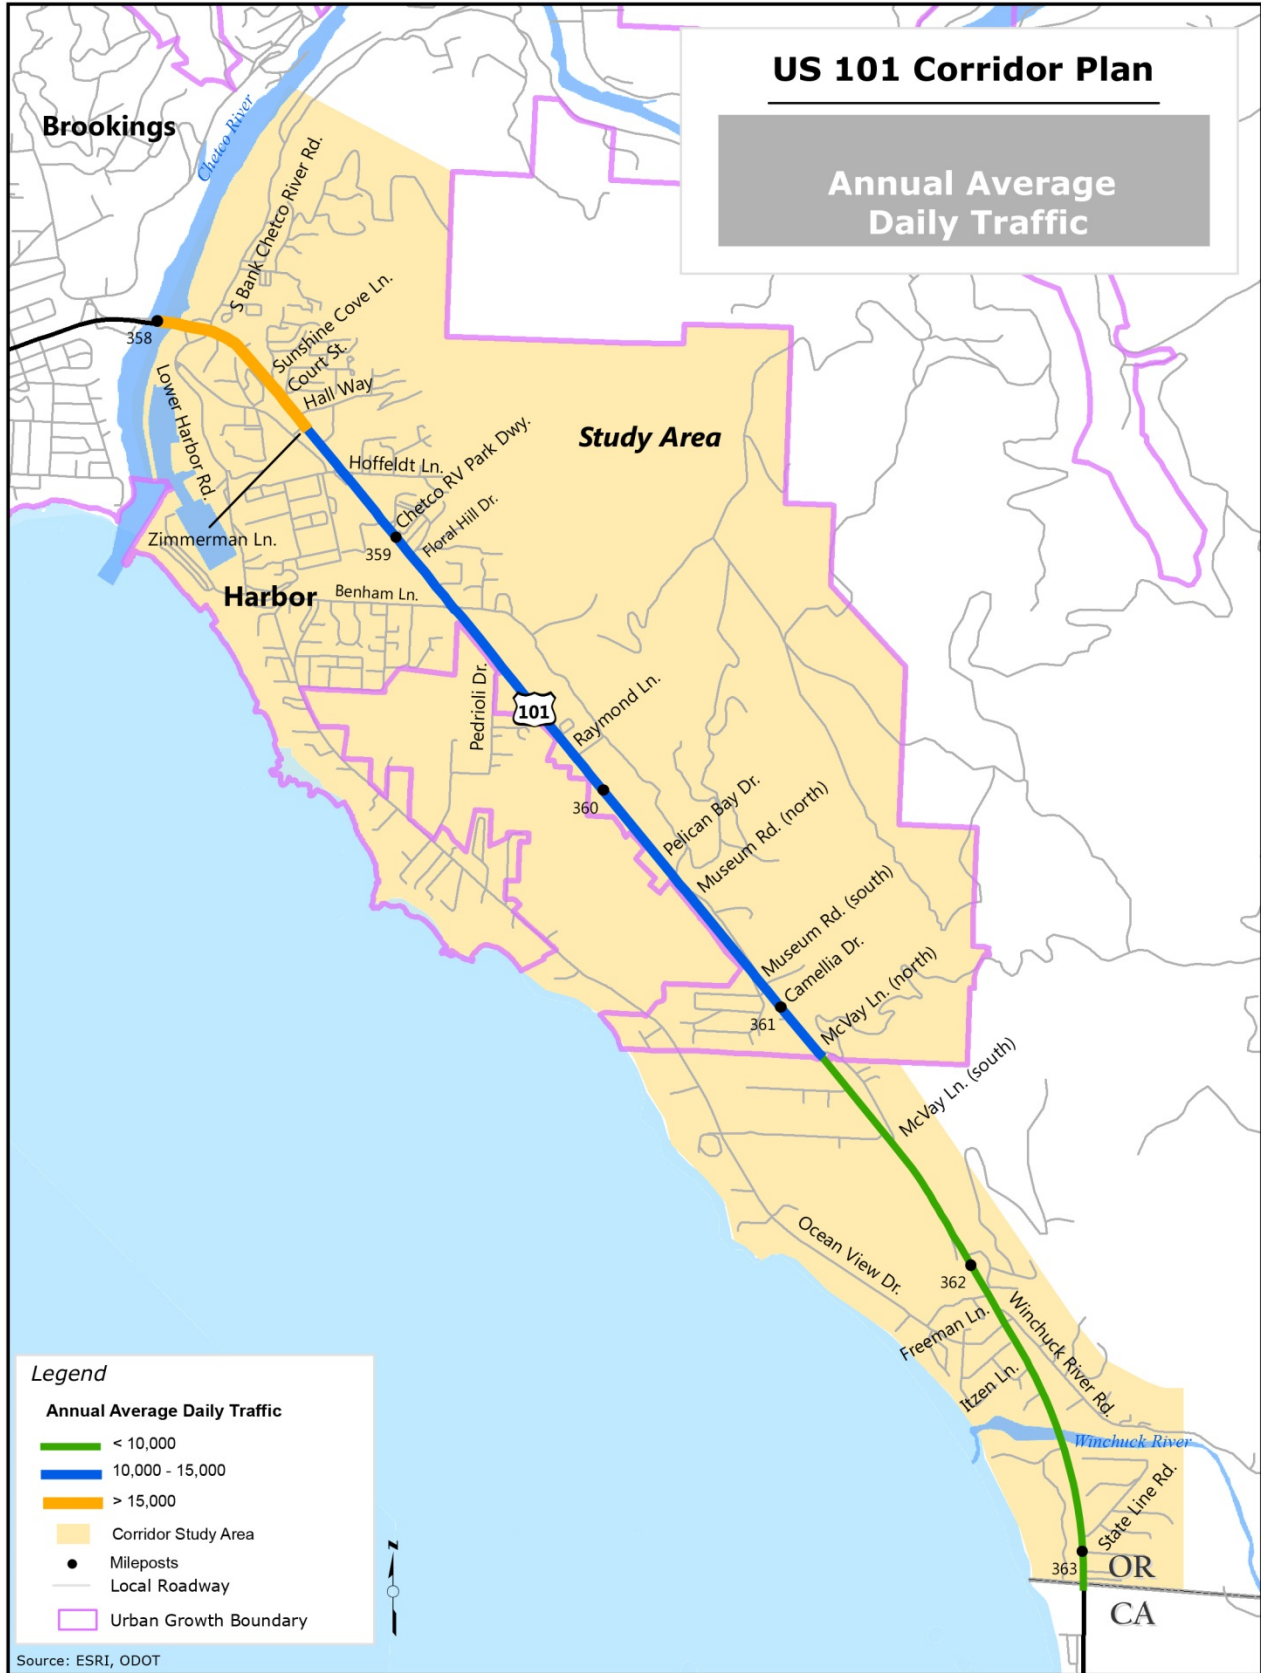 US 101 Corridor Plan
Annual Average
Daily Traffic
Brookings
Chetco River
S Bank Chetco River Rd.
358
Sunshine Cove Ln.
Court St.
Hall Way
Lower Harbor Rd.
Study Area
Hoffeldt Ln.
Chetco RV Park Dwy.
Zimmerman Ln.
359
Floral Hill Dr.
Harbor
Benham Ln.
Pedrioli Dr.
101
Raymond Ln.
360
Pelican Bay Dr.
Museum Rd. (north)
Museum Rd. (south)
Camellia Dr.
361
McVay Ln. (north)
McVay Ln. (south)
Ocean View Dr.
362
Freeman Ln.
Winchuck River Rd.
Itzen Ln.
Winchuck River
State Line Rd.
363
OR
CA
Legend
Annual Average Daily Traffic
< 10,000
10,000 - 15,000
> 15,000
Corridor Study Area
Mileposts
Local Roadway
Urban Growth Boundary
Source: ESRI, ODOT
z